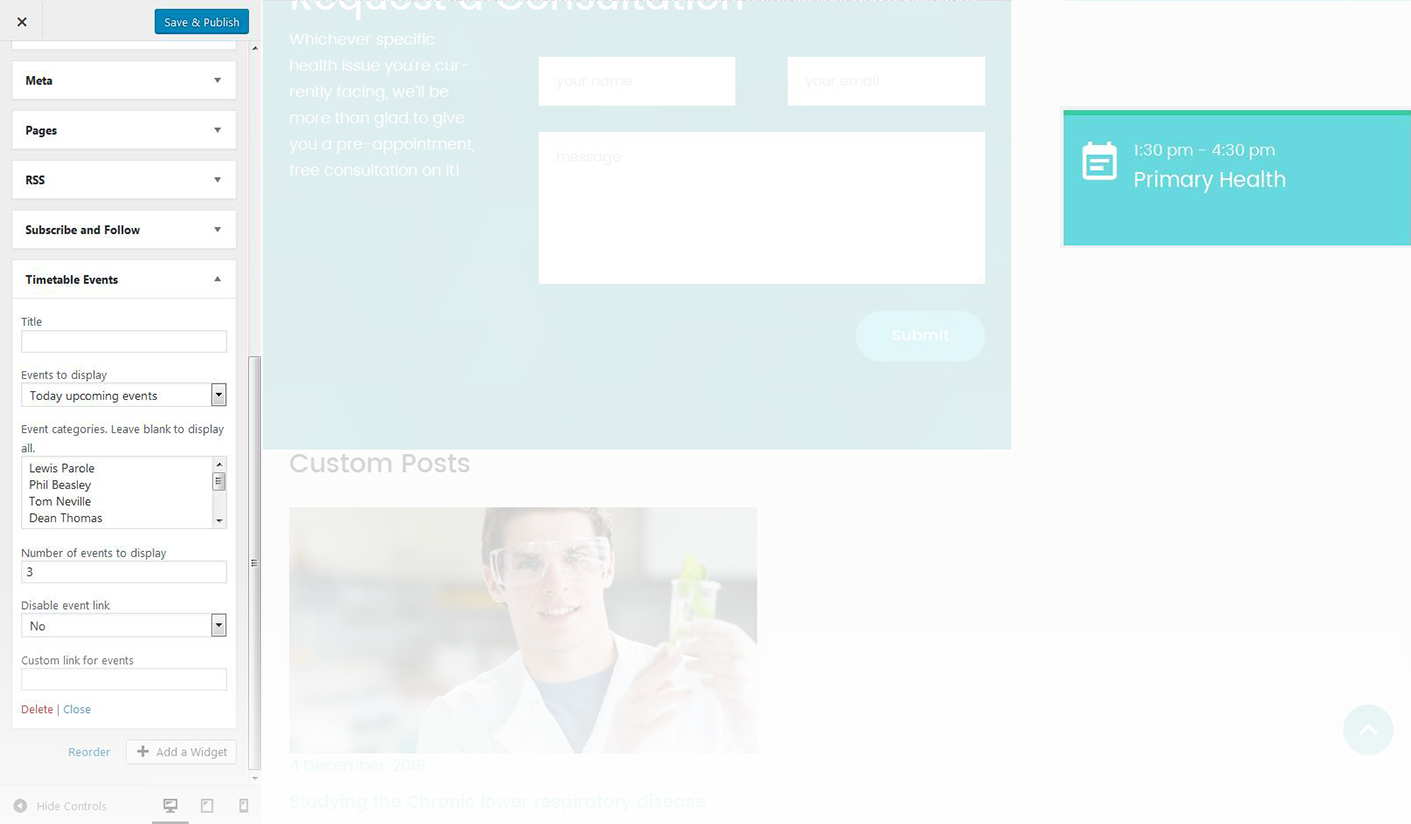 Save & Publish
Meta
Pages
RSS
Subscribe and Follow
Timetable Events
Title
Events to display
Today upcoming events
Event categories. Leave blank to display
all.
Lewis Parole
Phil Beasley
Tom Neville
Dean Thomas
Number of events to display
3
Disable event link
No
Custom link for events
Delete | Close
Reorder
Add a Widget
Hide Controls
Request a Consultation
Whichever specific
health issue you're cur-
rently facing, we'll be
more than glad to give
you a pre-appointment,
free consultation on it!
your name
your email
message
Submit
Custom Posts
4 December, 2016
Studying the Chronic lower respiratory disease
1:30 pm - 4:30 pm
Primary Health